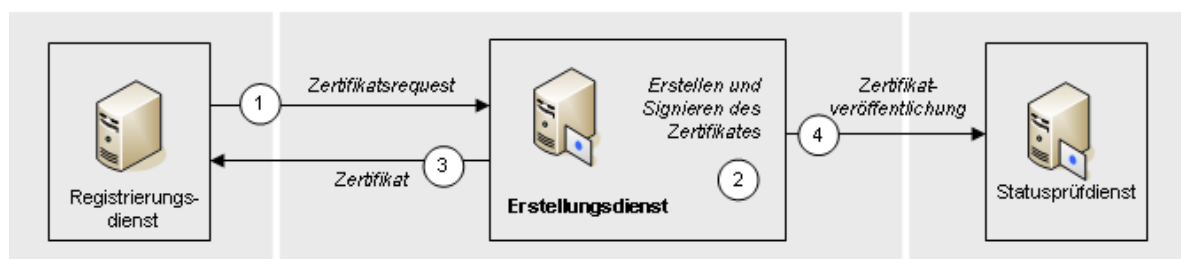 Registrierungs-
dienst
1
Zertifikatsrequest
3
Zertifikat
Erstellen und
Signieren des
Zertifikates
2
Erstellungsdienst
4
Zertifikat-
veröffentlichung
Statusprüfdienst